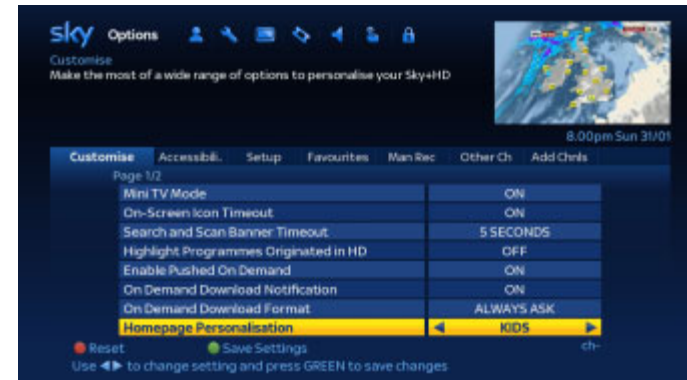 sky Options
Customise
Make the most of a wide range of options to personalise your Sky+HD
8.00pm Sun 31/01
Customise Accessibili.. Setup Favourites Man Rec Other Ch Add Chnls
Page 1/2
Mini TV Mode ON
On-Screen Icon Timeout ON
Search and Scan Banner Timeout 5 SECONDS
Highlight Programmes Originated in HD OFF
Enable Pushed On Demand ON
On Demand Download Notification ON
On Demand Download Format ALWAYS ASK
Homepage Personalisation KIDS
Reset Save Settings ch-
Use ◀▶ to change setting and press GREEN to save changes